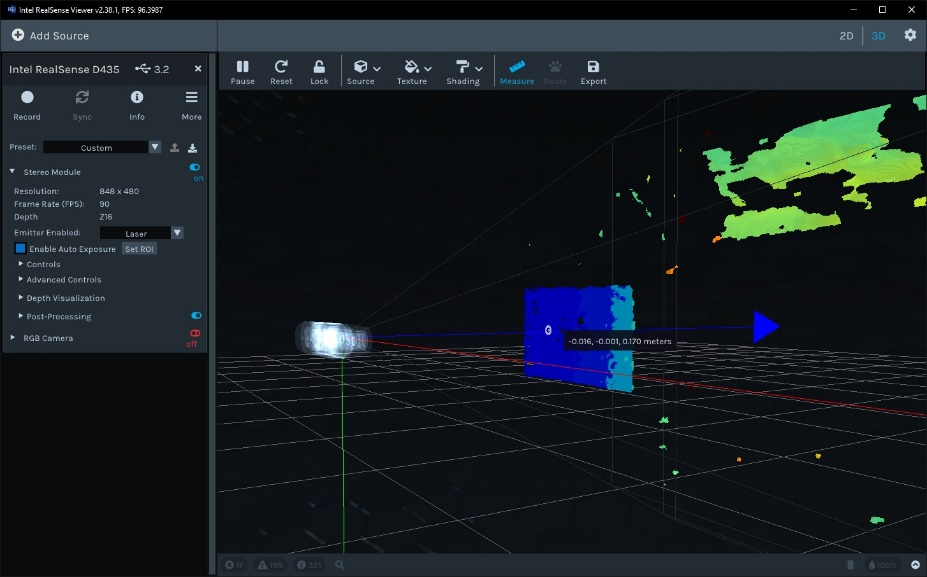 Intel RealSense Viewer v2.38.1, FPS: 96.3987
Add Source
2D
3D
Intel RealSense D435
3.2
Pause
Reset
Lock
Source
Texture
Shading
Measure
Route
Export
Record
Sync
Info
More
Preset:
Custom
Stereo Module
on
Resolution: 848 x 480
Frame Rate (FPS): 90
Depth Z16
Emitter Enabled: Laser
Enable Auto Exposure Set ROI
Controls
Advanced Controls
Depth Visualization
Post-Processing
RGB Camera
off
-0.016, -0.001, 0.170 meters
17
199
321
100%